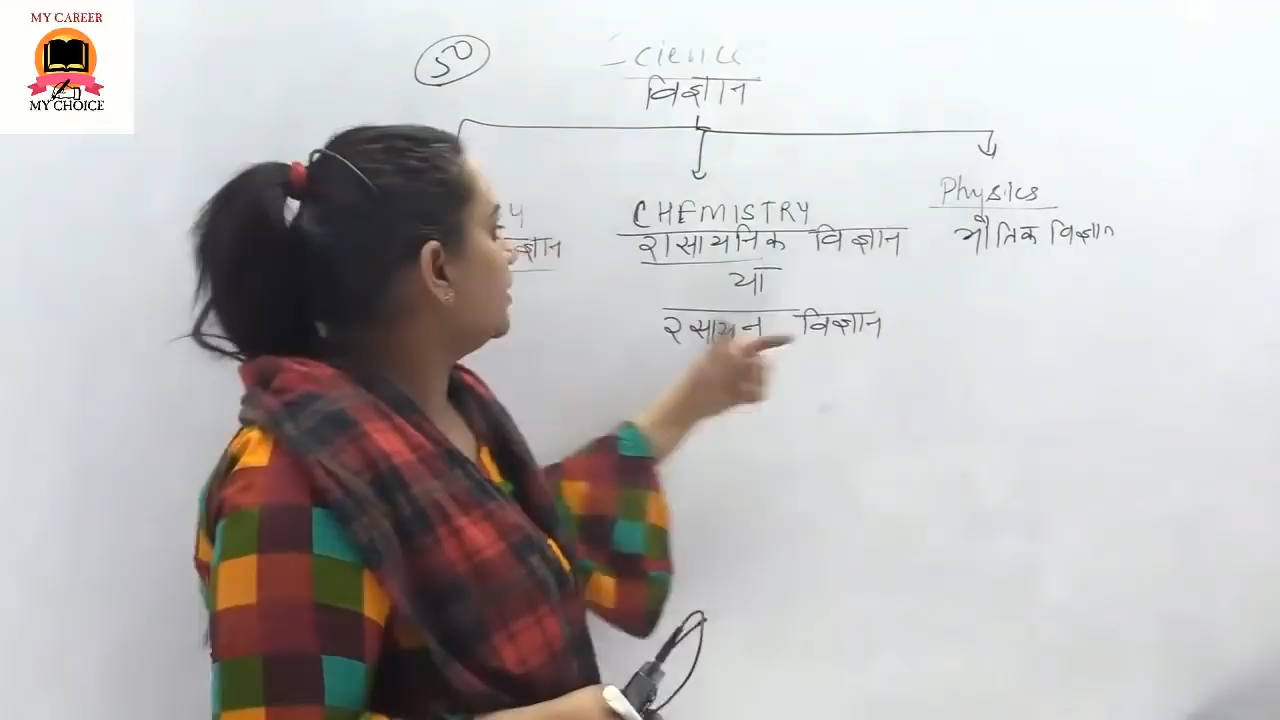 MY CAREER
MY CHOICE
50
Science
विज्ञान
CHEMISTRY
रासायनिक विज्ञान
या
रसायन विज्ञान
Physics
भौतिक विज्ञान